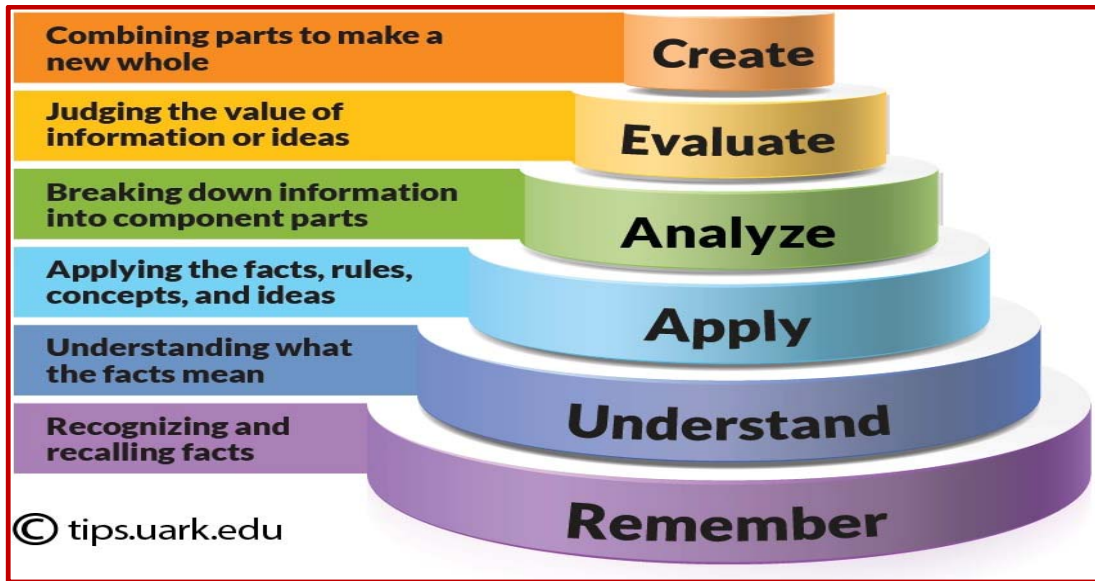 Combining parts to make a
new whole
Create
Judging the value of
information or ideas
Evaluate
Breaking down information
into component parts
Analyze
Applying the facts, rules,
concepts, and ideas
Apply
Understanding what
the facts mean
Understand
Recognizing and
recalling facts
Remember
© tips.uark.edu